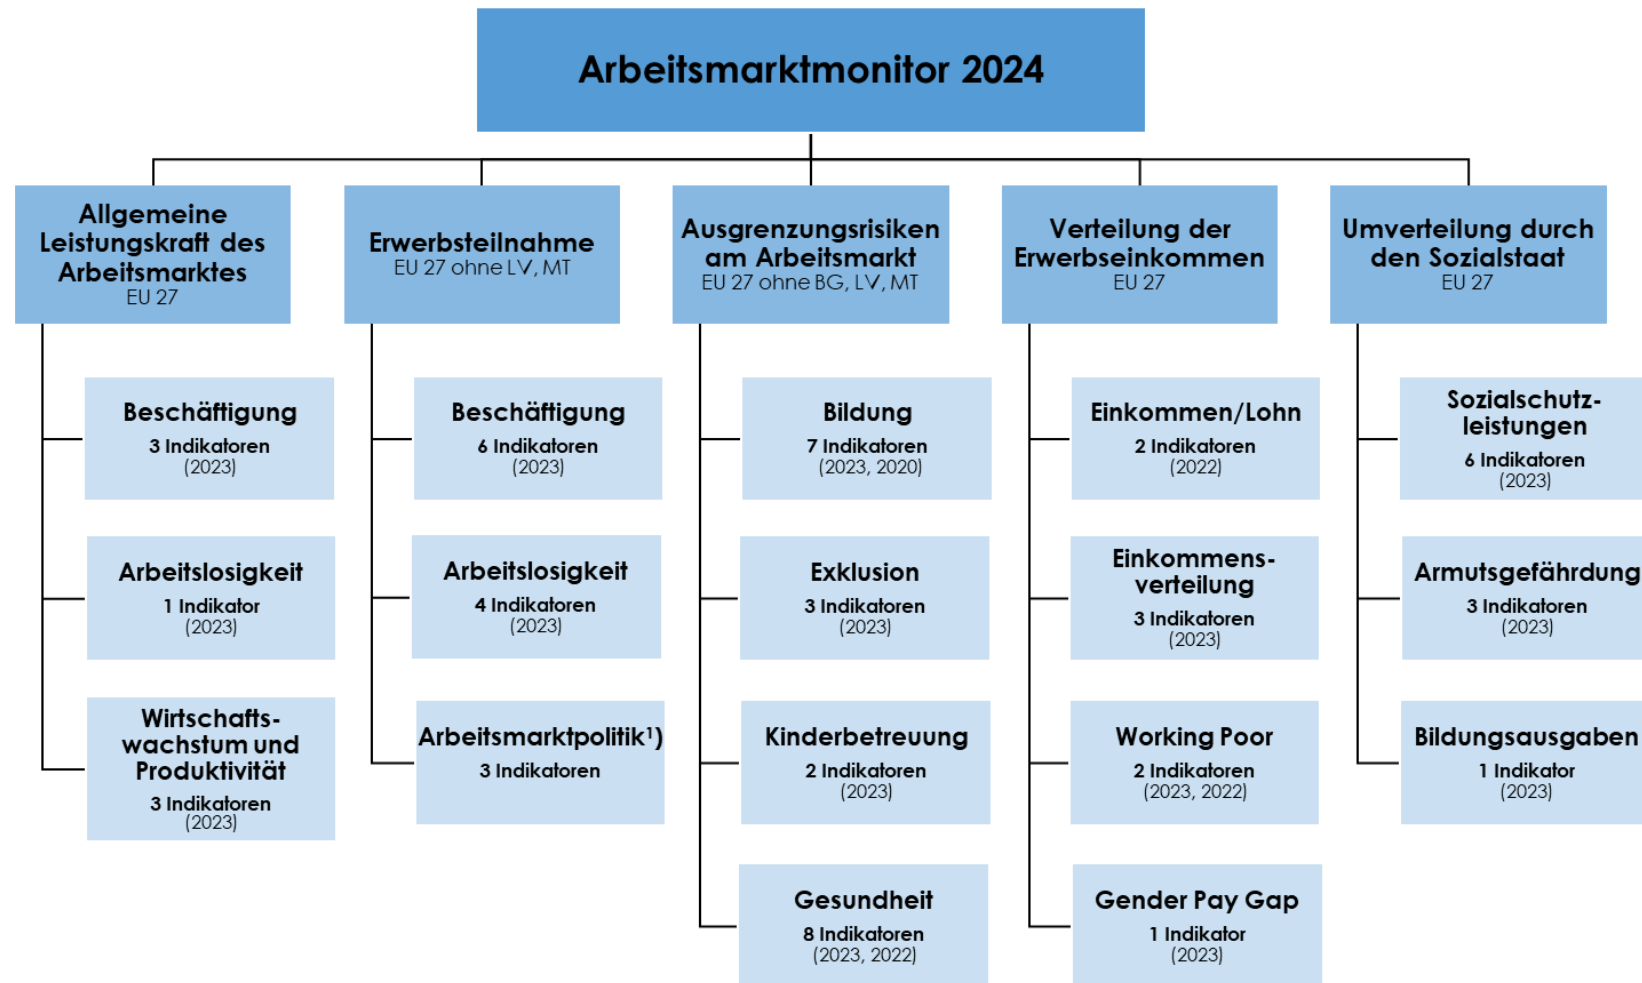 Arbeitsmarktmonitor 2024
Allgemeine
Leistungskraft des
Arbeitsmarktes
EU 27
Erwerbsteilnahme
EU 27 ohne LV, MT
Ausgrenzungsrisiken
am Arbeitsmarkt
EU 27 ohne BG, LV, MT
Verteilung der
Erwerbseinkommen
EU 27
Umverteilung durch
den Sozialstaat
EU 27
Beschäftigung
3 Indikatoren
(2023)
Arbeitslosigkeit
1 Indikator
(2023)
Wirtschafts-
wachstum und
Produktivität
3 Indikatoren
(2023)
Beschäftigung
6 Indikatoren
(2023)
Arbeitslosigkeit
4 Indikatoren
(2023)
Arbeitsmarktpolitik¹)
3 Indikatoren
Bildung
7 Indikatoren
(2023, 2020)
Exklusion
3 Indikatoren
(2023)
Kinderbetreuung
2 Indikatoren
(2023)
Gesundheit
8 Indikatoren
(2023, 2022)
Einkommen/Lohn
2 Indikatoren
(2022)
Einkommens-
verteilung
3 Indikatoren
(2023)
Working Poor
2 Indikatoren
(2023, 2022)
Gender Pay Gap
1 Indikator
(2023)
Sozialschutz-
leistungen
6 Indikatoren
(2023)
Armutsgefährdung
3 Indikatoren
(2023)
Bildungsausgaben
1 Indikator
(2023)